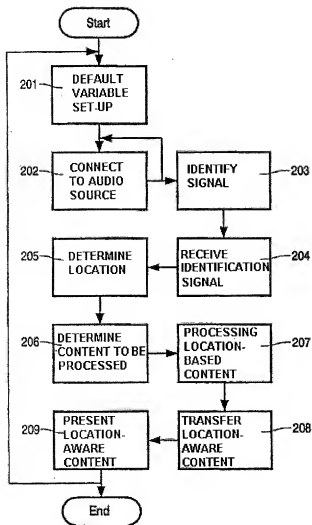 Start
201
DEFAULT
VARIABLE
SET-UP
202
CONNECT
TO AUDIO
SOURCE
IDENTIFY
SIGNAL
203
205
DETERMINE
LOCATION
RECEIVE
IDENTIFICATION
SIGNAL
204
206
DETERMINE
CONTENT TO BE
PROCESSED
PROCESSING
LOCATION-
BASED
CONTENT
207
209
PRESENT
LOCATION-
AWARE
CONTENT
TRANSFER
LOCATION-
AWARE
CONTENT
208
End